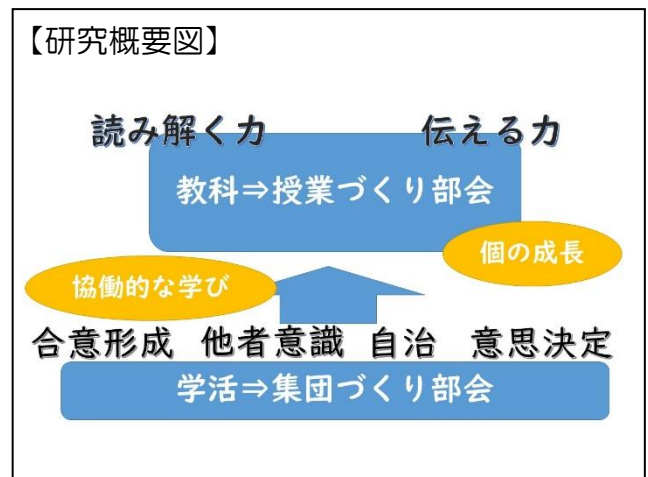 【研究概要図】
読み解く力　伝える力
教科⇒授業づくり部会
個の成長
協働的な学び
合意形成　他者意識　自治　意思決定
学活⇒集団づくり部会